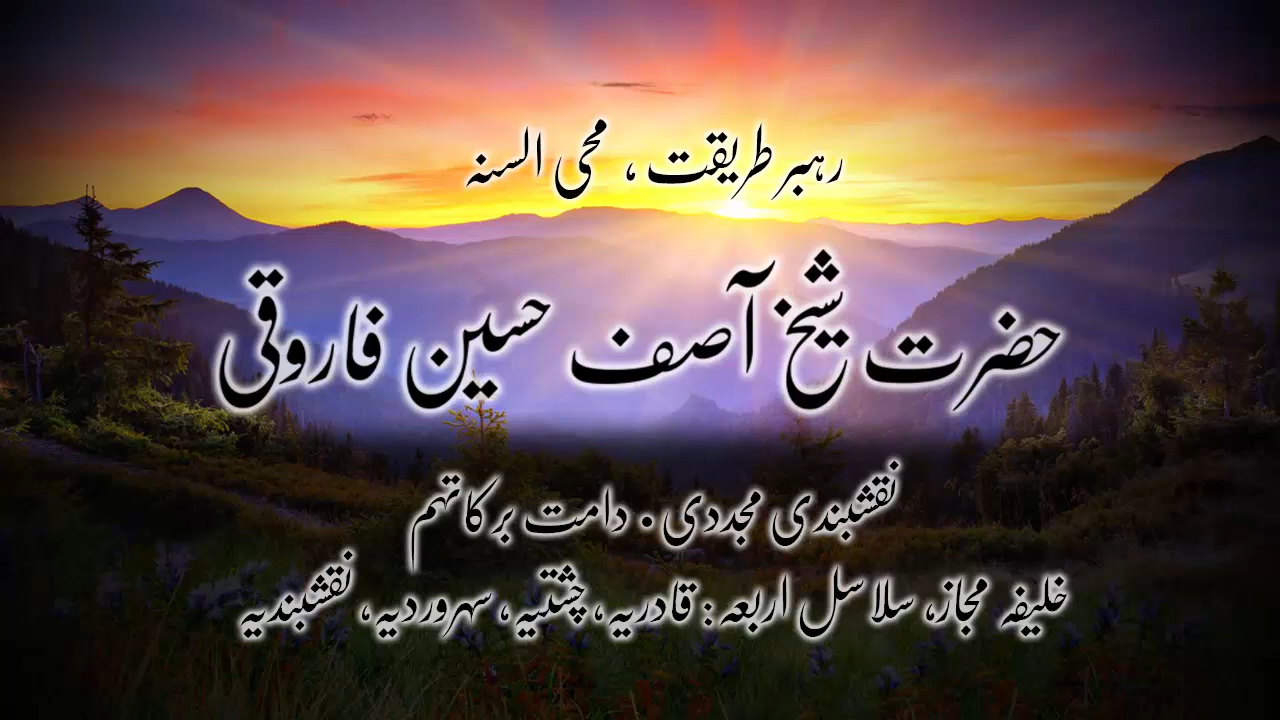 رہبر طریقت، محی السنہ
حضرت شیخ آصف حسین فاروقی
نقشبندی مجددی . دامت برکاتہم
خلیفہ مجاز، سلاسل اربعہ: قادریہ، چشتیہ، سہروردیہ، نقشبندیہ